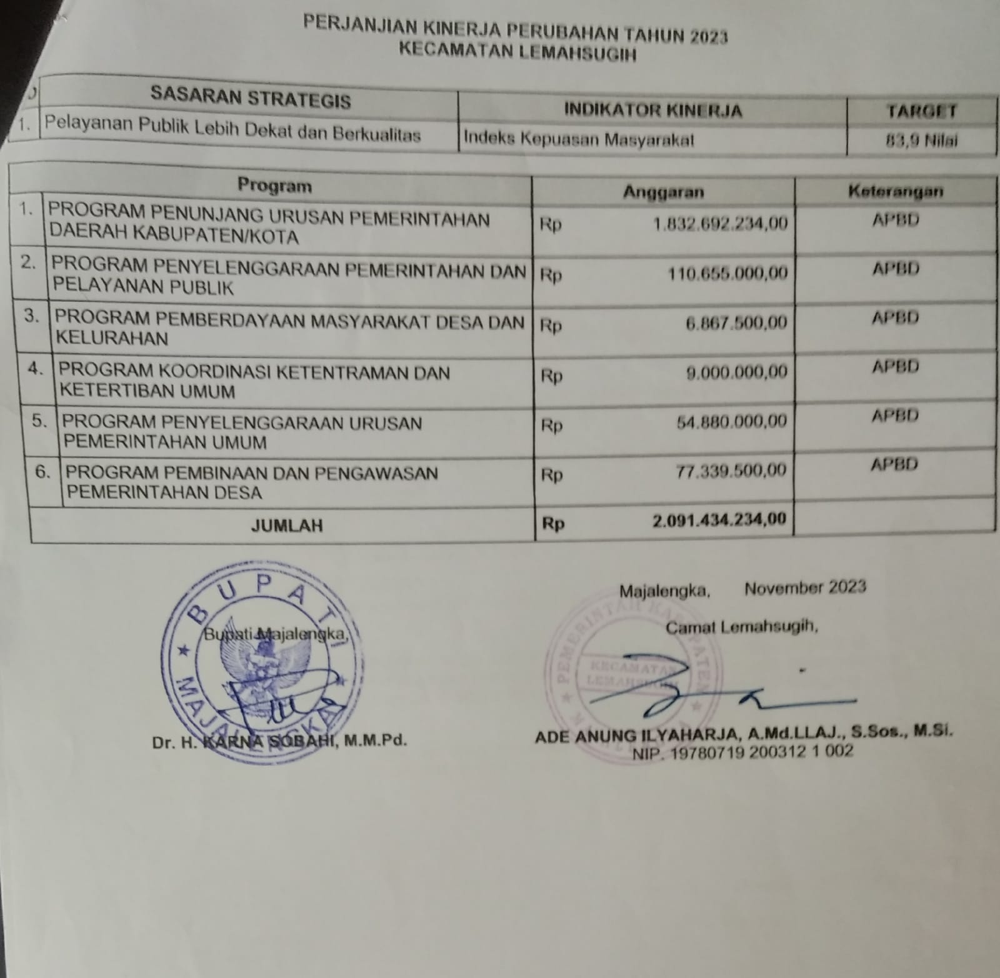 PERJANJIAN KINERJA PERUBAHAN TAHUN 2023
KECAMATAN LEMAHSUGIH
SASARAN STRATEGIS INDIKATOR KINERJA TARGET
1. Pelayanan Publik Lebih Dekat dan Berkualitas Indeks Kepuasan Masyarakat 83,9 Nilai
Program Anggaran Keterangan
1. PROGRAM PENUNJANG URUSAN PEMERINTAHAN Rp 1.832.692.234,00 APBD
DAERAH KABUPATEN/KOTA
2. PROGRAM PENYELENGGARAAN PEMERINTAHAN DAN Rp 110.655.000,00 APBD
PELAYANAN PUBLIK
3. PROGRAM PEMBERDAYAAN MASYARAKAT DESA DAN Rp 6.867.500,00 APBD
KELURAHAN
4. PROGRAM KOORDINASI KETENTRAMAN DAN Rp 9.000.000,00 APBD
KETERTIBAN UMUM
5. PROGRAM PENYELENGGARAAN URUSAN Rp 54.880.000,00 APBD
PEMERINTAHAN UMUM
6. PROGRAM PEMBINAAN DAN PENGAWASAN Rp 77.339.500,00 APBD
PEMERINTAHAN DESA
JUMLAH Rp 2.091.434.234,00
Majalengka, November 2023
BUPATI
Bupati Majalengka,
MAJALENGKA
Camat Lemahsugih,
PEMERINTAH KABUPATEN
KECAMATAN
LEMAHSUGIH
Dr. H. KARNA SOBAHI, M.M.Pd.
ADE ANUNG ILYAHARJA, A.Md.LLAJ., S.Sos., M.Si.
NIP. 19780719 200312 1 002